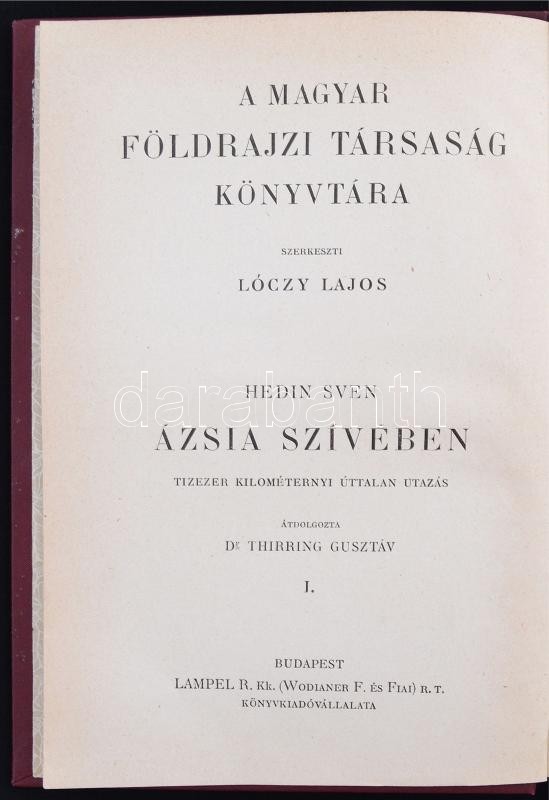 A MAGYAR
FÖLDRAJZI TÁRSASÁG
KÖNYVTÁRA
SZERKESZTI
LÓCZY LAJOS
HEDIN SVEN
darabanth
ÁZSIA SZÍVÉBEN
TIZEZER KILOMÉTERNYI ÚTTALAN UTAZÁS
ÁTDOLGOZTA
DR THIRRING GUSZTÁV
I.
BUDAPEST
LAMPEL R. KK. (WODIANER F. ÉS FIAI) R. T.
KÖNYVKIADÓVÁLLALATA